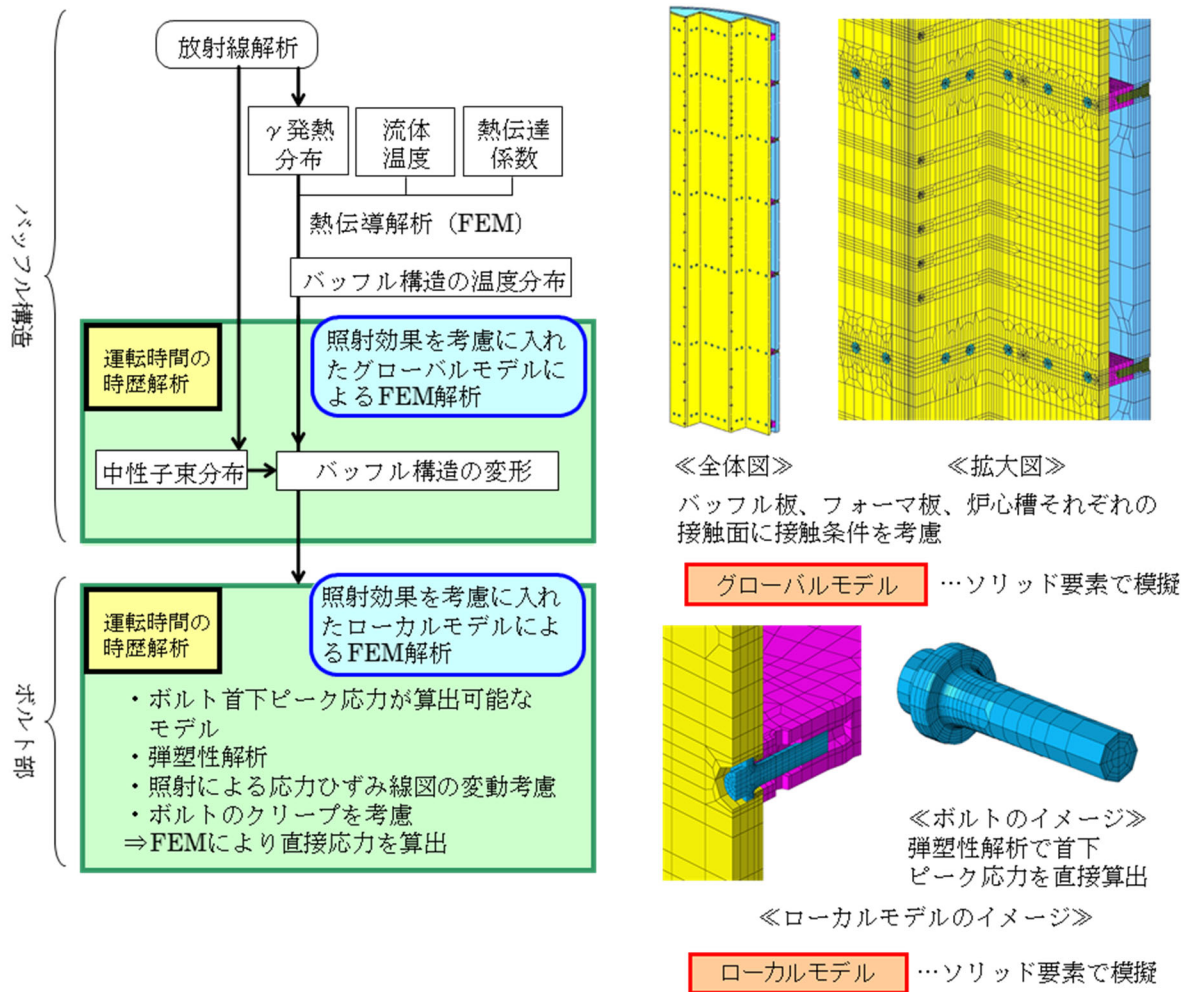 放射線解析
γ発熱
分布
流体
温度
熱伝達
係数
熱伝導解析（FEM）
バッフル構造の温度分布
バッフル構造
運転時間の
時歴解析
照射効果を考慮に入れ
たグローバルモデルに
よるFEM解析
中性子束分布
バッフル構造の変形
ボルト部
運転時間の
時歴解析
照射効果を考慮に入れ
たローカルモデルによ
るFEM解析
・ボルト首下ピーク応力が算出可能な
モデル
・弾塑性解析
・照射による応力ひずみ線図の変動考慮
・ボルトのクリープを考慮
⇒FEMにより直接応力を算出
≪全体図≫
≪拡大図≫
バッフル板、フォーマ板、炉心槽それぞれの
接触面に接触条件を考慮
グローバルモデル
…ソリッド要素で模擬
≪ボルトのイメージ≫
弾塑性解析で首下
ピーク応力を直接算出
≪ローカルモデルのイメージ≫
ローカルモデル
…ソリッド要素で模擬